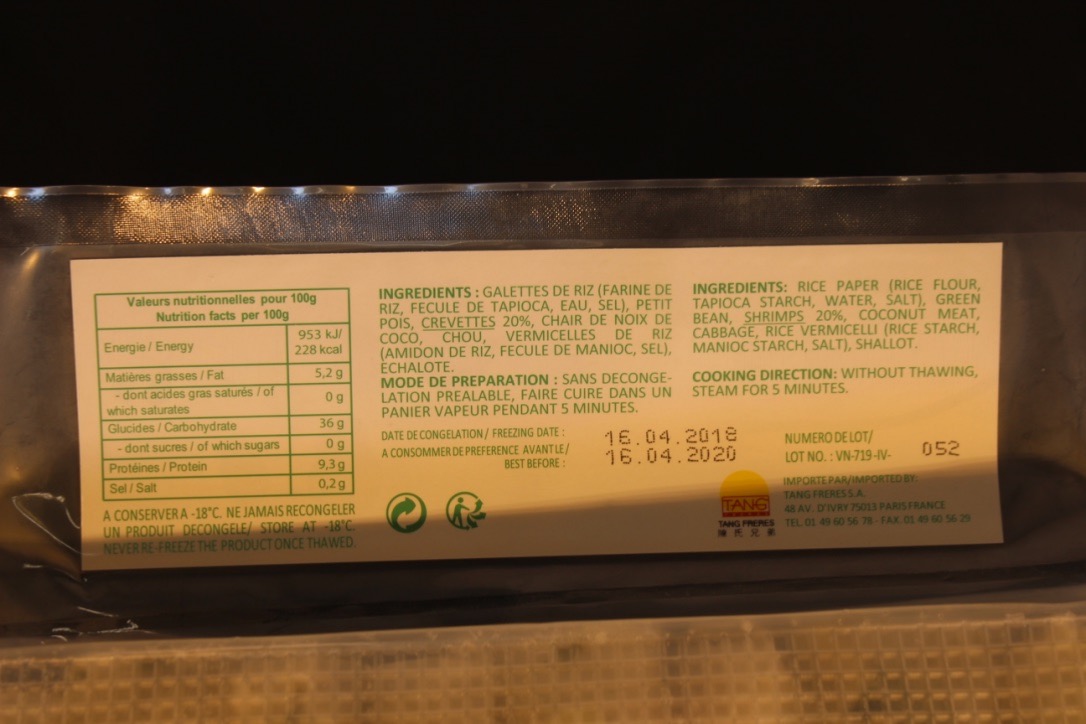 Valeurs nutritionnelles pour 100g
Nutrition facts per 100g
Energie / Energy 953 kJ/ 228 kcal
Matières grasses / Fat 5,2 g
- dont acides gras saturés / of which saturates 0 g
Glucides / Carbohydrate 36 g
- dont sucres / of which sugars 0 g
Protéines / Protein 9,3 g
Sel / Salt 0,2 g
A CONSERVER A -18°C. NE JAMAIS RECONGELER
UN PRODUIT DECONGELE/ STORE AT -18°C.
NEVER RE-FREEZE THE PRODUCT ONCE THAWED.
INGREDIENTS : GALETTES DE RIZ (FARINE DE
RIZ, FECULE DE TAPIOCA, EAU, SEL), PETIT
POIS, CREVETTES 20%, CHAIR DE NOIX DE
COCO, CHOU, VERMICELLES DE RIZ
(AMIDON DE RIZ, FECULE DE MANIOC, SEL),
ÉCHALOTE.
MODE DE PREPARATION : SANS DECONGE-
LATION PREALABLE, FAIRE CUIRE DANS UN
PANIER VAPEUR PENDANT 5 MINUTES.
INGREDIENTS: RICE PAPER (RICE FLOUR,
TAPIOCA STARCH, WATER, SALT), GREEN
BEAN, SHRIMPS 20%, COCONUT MEAT,
CABBAGE, RICE VERMICELLI (RICE STARCH,
MANIOC STARCH, SALT), SHALLOT.
COOKING DIRECTION: WITHOUT THAWING,
STEAM FOR 5 MINUTES.
DATE DE CONGELATION / FREEZING DATE : 16.04.2018
A CONSOMMER DE PREFERENCE AVANT LE /
BEST BEFORE : 16.04.2020
NUMERO DE LOT/
LOT NO. : VN-719 -IV- 052
TANG
TANG FRERES
陳氏兄弟
IMPORTE PAR/IMPORTED BY:
TANG FRERES S.A.
48 AV. D'IVRY 75013 PARIS FRANCE
TEL. 01 49 60 56 78 - FAX. 01 49 60 56 29